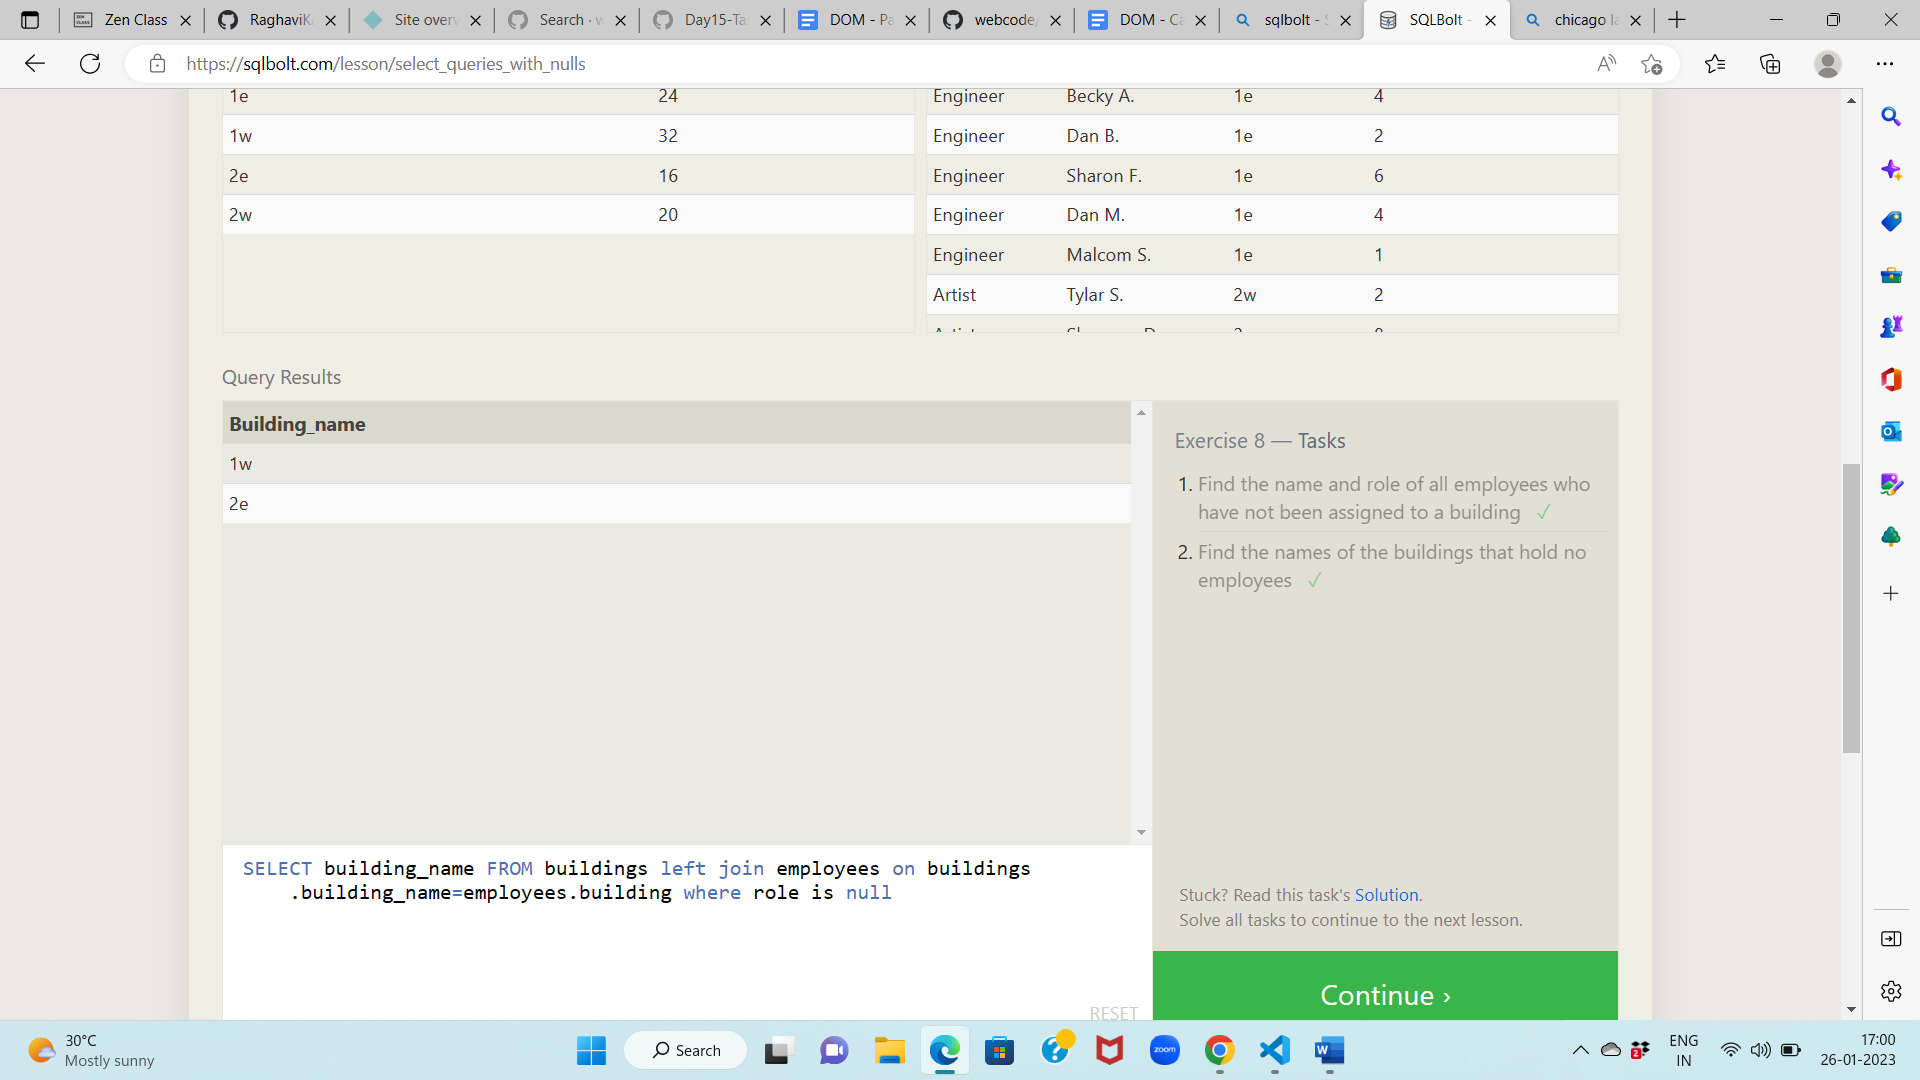 Zen Class
RaghaviK
Site overv
Search · w
Day15-Ta
DOM - Pa
webcode/
DOM - Ca
sqlbolt - S
SQLBolt -
chicago la
https://sqlbolt.com/lesson/select_queries_with_nulls
1e 24
1w 32
2e 16
2w 20
Engineer Becky A. 1e 4
Engineer Dan B. 1e 2
Engineer Sharon F. 1e 6
Engineer Dan M. 1e 4
Engineer Malcom S. 1e 1
Artist Tylar S. 2w 2
Query Results
Building_name
1w
2e
Exercise 8 — Tasks
1. Find the name and role of all employees who
have not been assigned to a building ✓
2. Find the names of the buildings that hold no
employees ✓
SELECT building_name FROM buildings left join employees on buildings
.building_name=employees.building where role is null
RESET
Stuck? Read this task's Solution.
Solve all tasks to continue to the next lesson.
Continue ›
30°C
Mostly sunny
Search
zoom
2
ENG
IN
17:00
26-01-2023